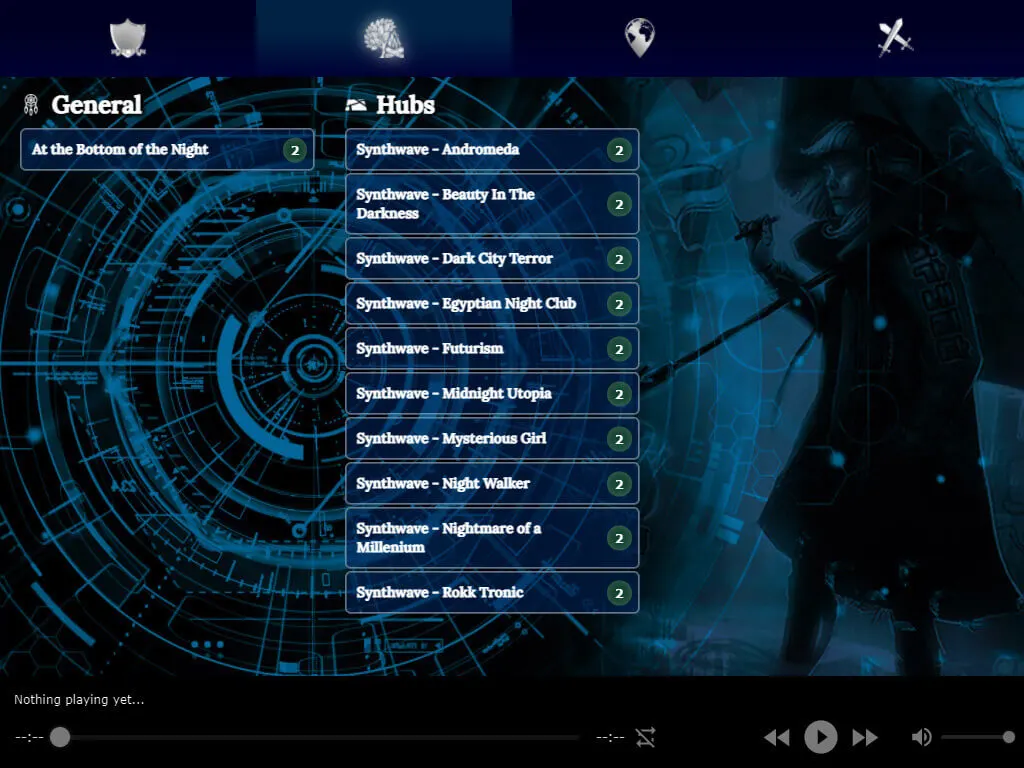 General
At the Bottom of the Night 2
Hubs
Synthwave - Andromeda 2
Synthwave - Beauty In The
Darkness 2
Synthwave - Dark City Terror 2
Synthwave - Egyptian Night Club 2
Synthwave - Futurism 2
Synthwave - Midnight Utopia 2
Synthwave - Mysterious Girl 2
Synthwave - Night Walker 2
Synthwave - Nightmare of a
Millenium 2
Synthwave - Rokk Tronic 2
Nothing playing yet...
--:-- --:--